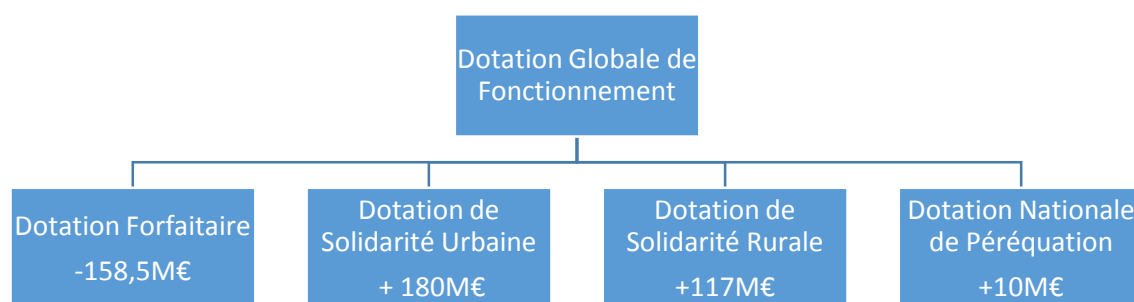 Dotation Globale de
Fonctionnement
Dotation Forfaitaire
-158,5M€
Dotation de
Solidarité Urbaine
+ 180M€
Dotation de
Solidarité Rurale
+117M€
Dotation Nationale
de Péréquation
+10M€